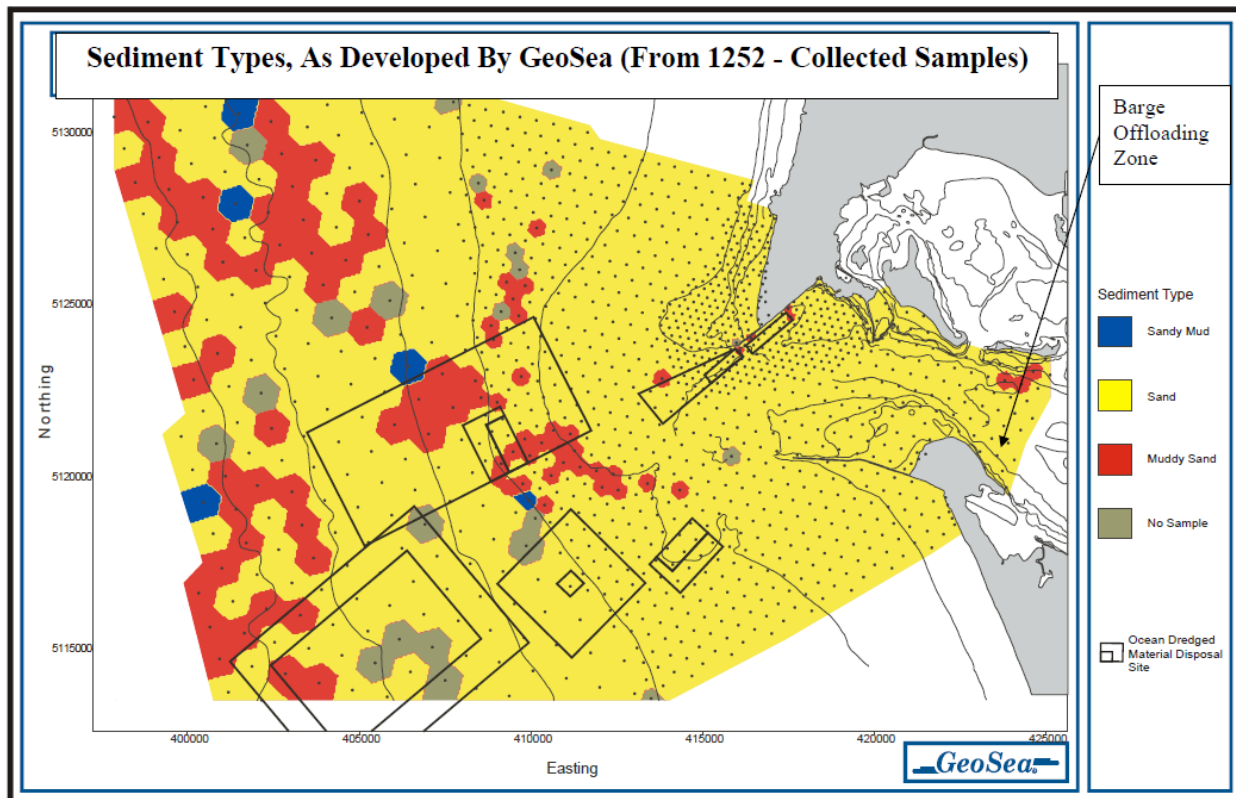 Sediment Types, As Developed By GeoSea (From 1252 - Collected Samples)
Barge
Offloading
Zone
5130000
5125000
5120000
5115000
Northing
400000
405000
410000
415000
420000
425000
Easting
GeoSea
Sediment Type
Sandy Mud
Sand
Muddy Sand
No Sample
Ocean Dredged
Material Disposal
Site